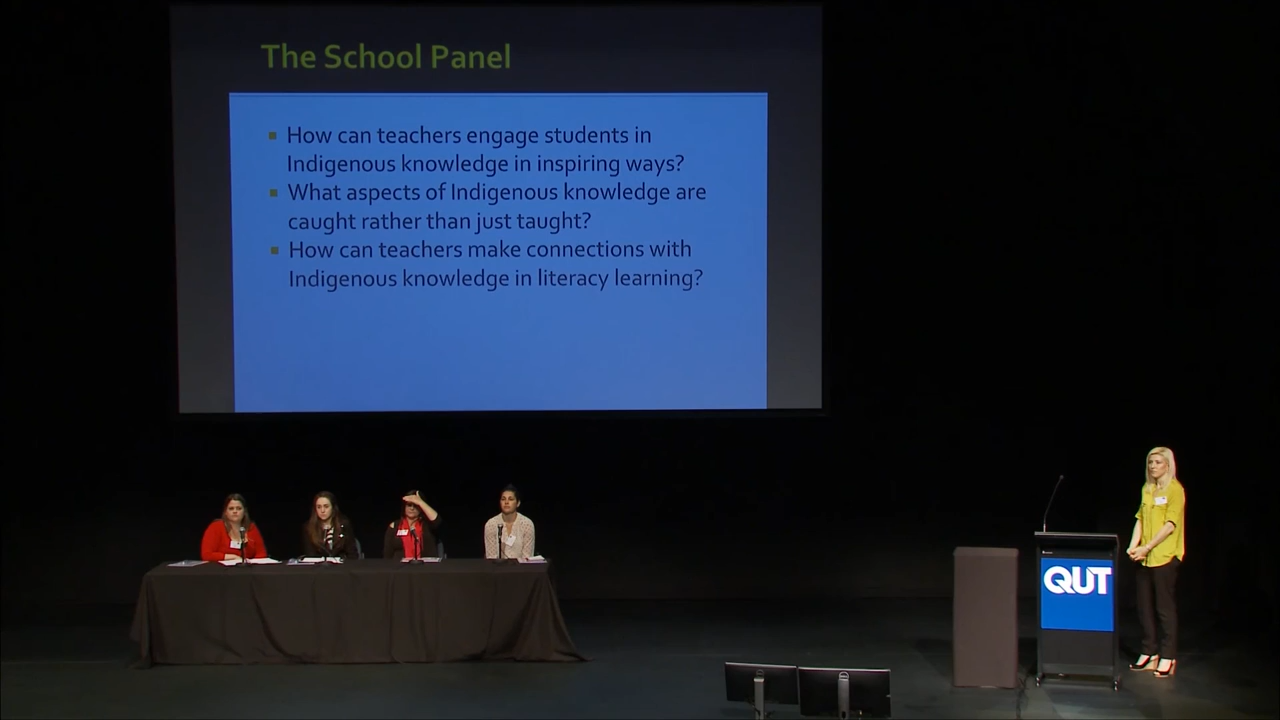 The School Panel
How can teachers engage students in
Indigenous knowledge in inspiring ways?
What aspects of Indigenous knowledge are
caught rather than just taught?
How can teachers make connections with
Indigenous knowledge in literacy learning?
QUT